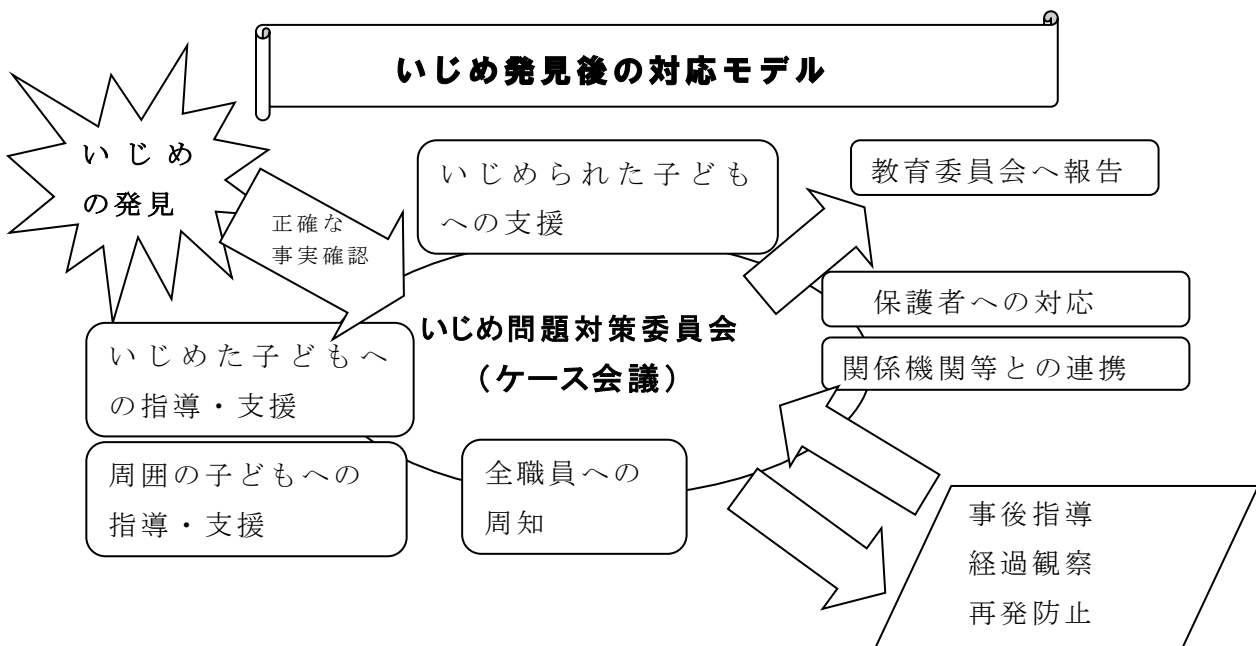 いじめ発見後の対応モデル
いじめ
の発見
正確な
事実確認
いじめられた子ども
への支援
教育委員会へ報告
保護者への対応
関係機関等との連携
いじめ問題対策委員会
（ケース会議）
いじめた子どもへ
の指導・支援
周囲の子どもへの
指導・支援
全職員への
周知
事後指導
経過観察
再発防止